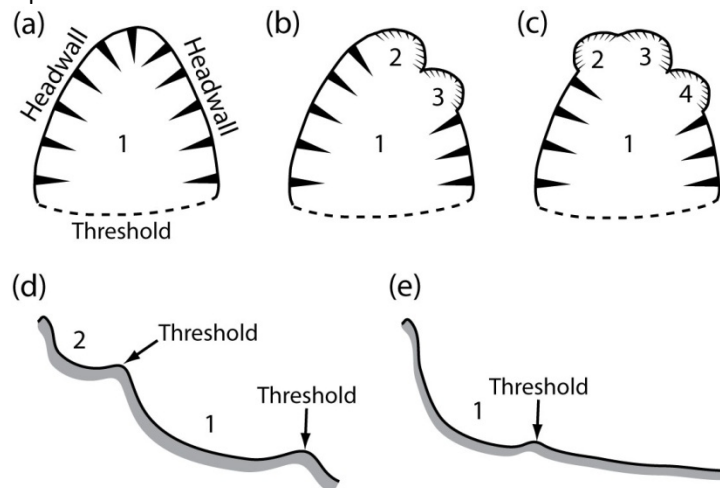 (a)
Headwall
Headwall
1
Threshold
(b)
2
3
1
(c)
2
3
4
1
(d)
2
Threshold
1
Threshold
(e)
1
Threshold